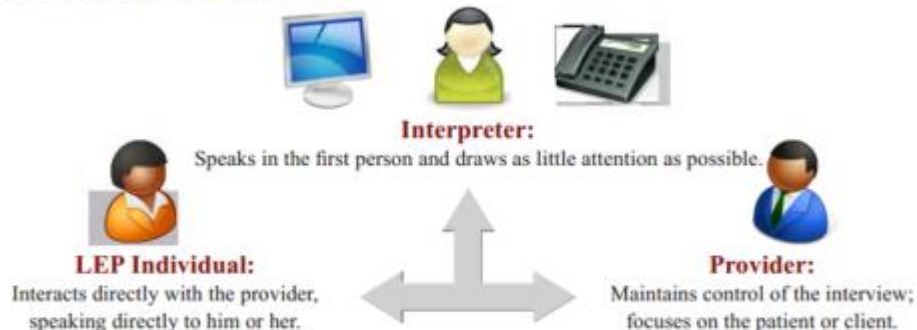 Interpreter:
Speaks in the first person and draws as little attention as possible.
LEP Individual:
Interacts directly with the provider,
speaking directly to him or her.
Provider:
Maintains control of the interview;
focuses on the patient or client.